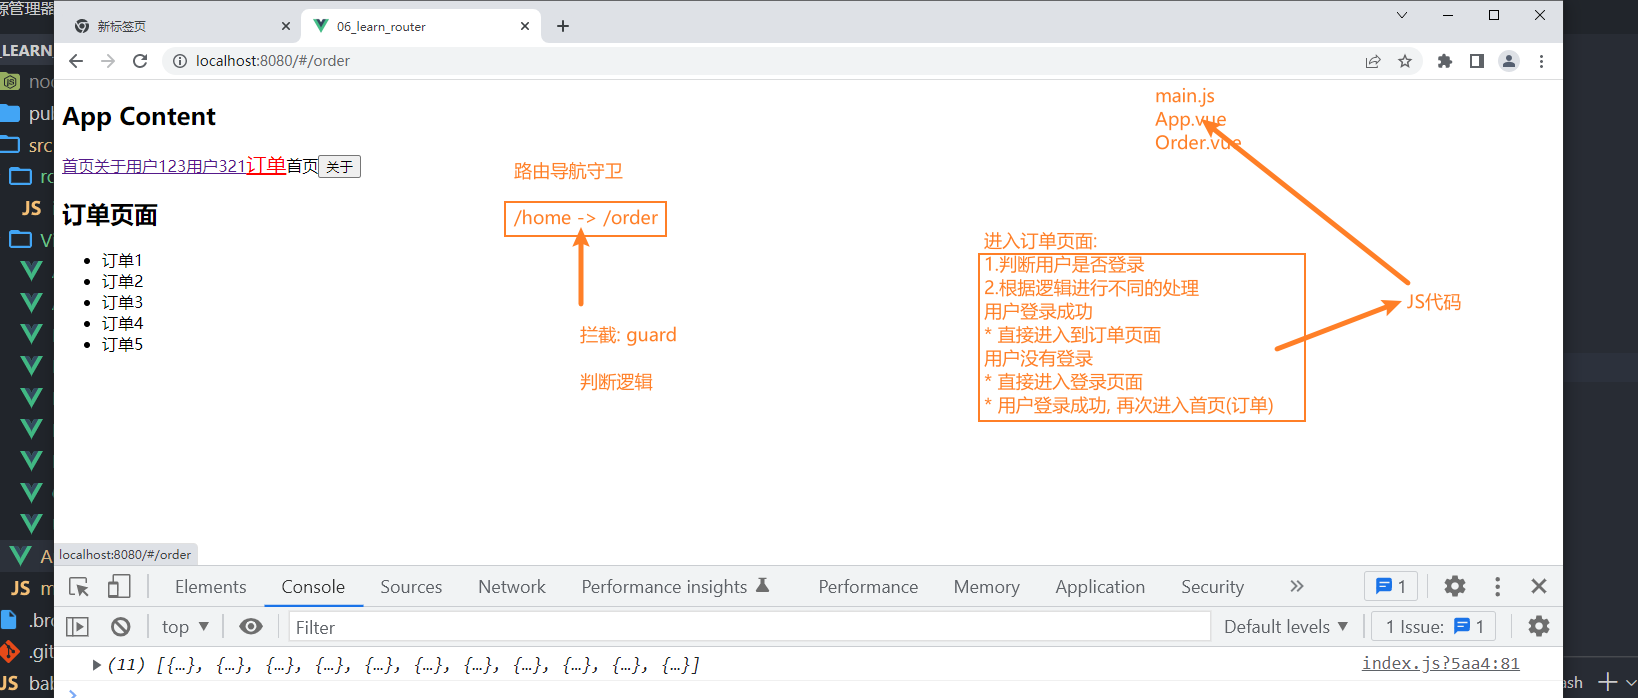 源管理器
新标签页
06_learn_router
_LEARN_
localhost:8080/#/order
noc
pul
src
ro
JS
V
App Content
首页关于用户123用户321订单首页关于
订单页面
订单1
订单2
订单3
订单4
订单5
路由导航守卫
/home -> /order
拦截: guard
判断逻辑
main.js
App.vue
Order.vue
进入订单页面:
1.判断用户是否登录
2.根据逻辑进行不同的处理
用户登录成功
* 直接进入到订单页面
用户没有登录
* 直接进入登录页面
* 用户登录成功, 再次进入首页(订单)
JS代码
A
JS m
.bro
.git
JS bab
localhost:8080/#/order
Elements Console Sources Network Performance insights Performance Memory Application Security » 1
top Filter Default levels 1 Issue: 1
(11) [{…}, {…}, {…}, {…}, {…}, {…}, {…}, {…}, {…}, {…}, {…}] index.js?5aa4:81
ash